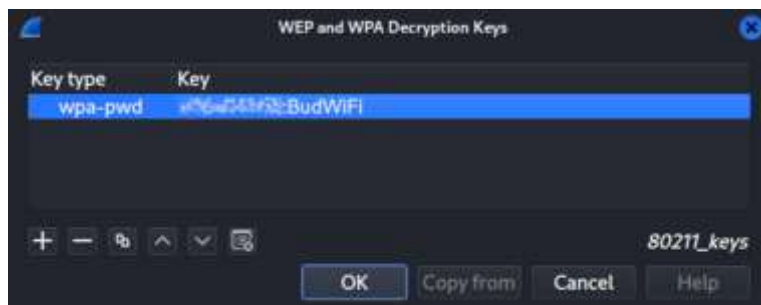 WEP and WPA Decryption Keys
Key type Key
wpa-pwd :BudWiFi
80211_keys
OK Copy from Cancel Help